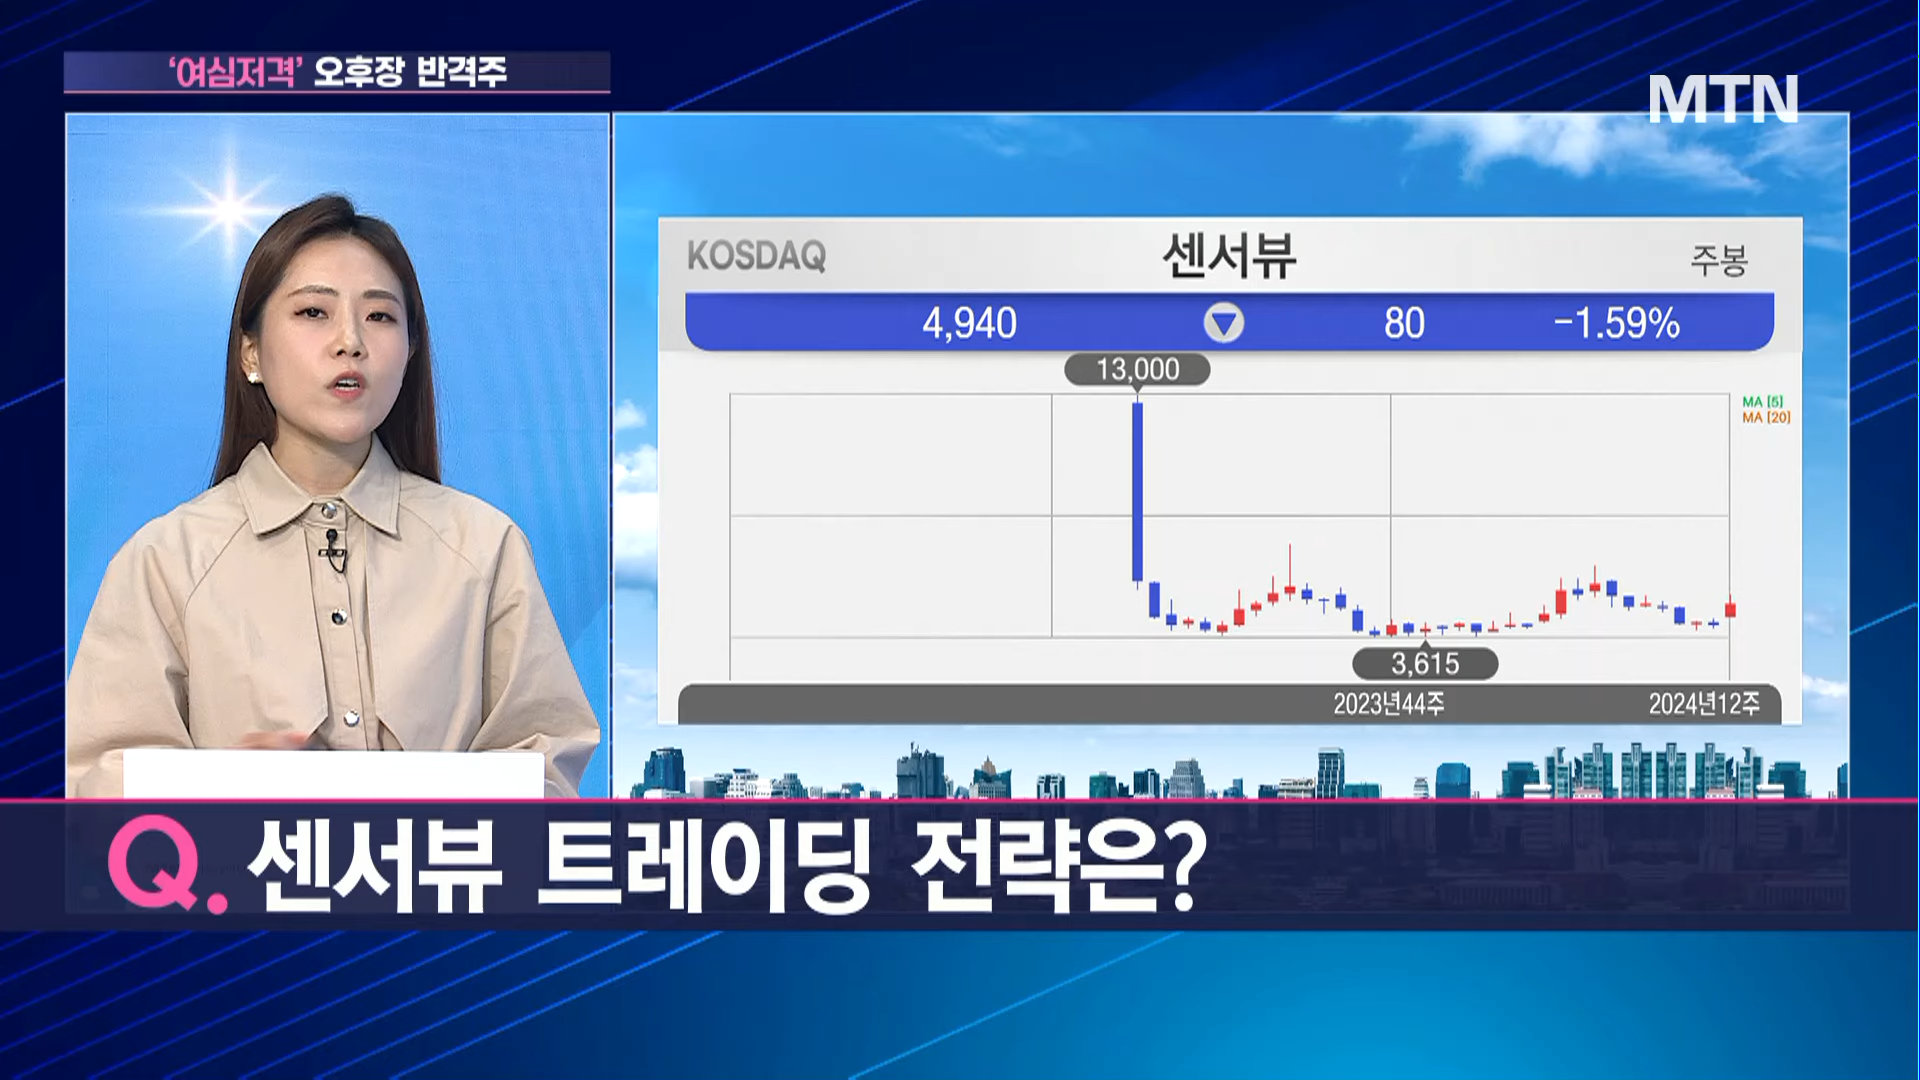 ‘여심저격’ 오후장 반격주
MTN
KOSDAQ
센서뷰
주봉
4,940
80
-1.59%
13,000
MA [5]
MA [20]
3,615
2023년44주
2024년12주
Q. 센서뷰 트레이딩 전략은?